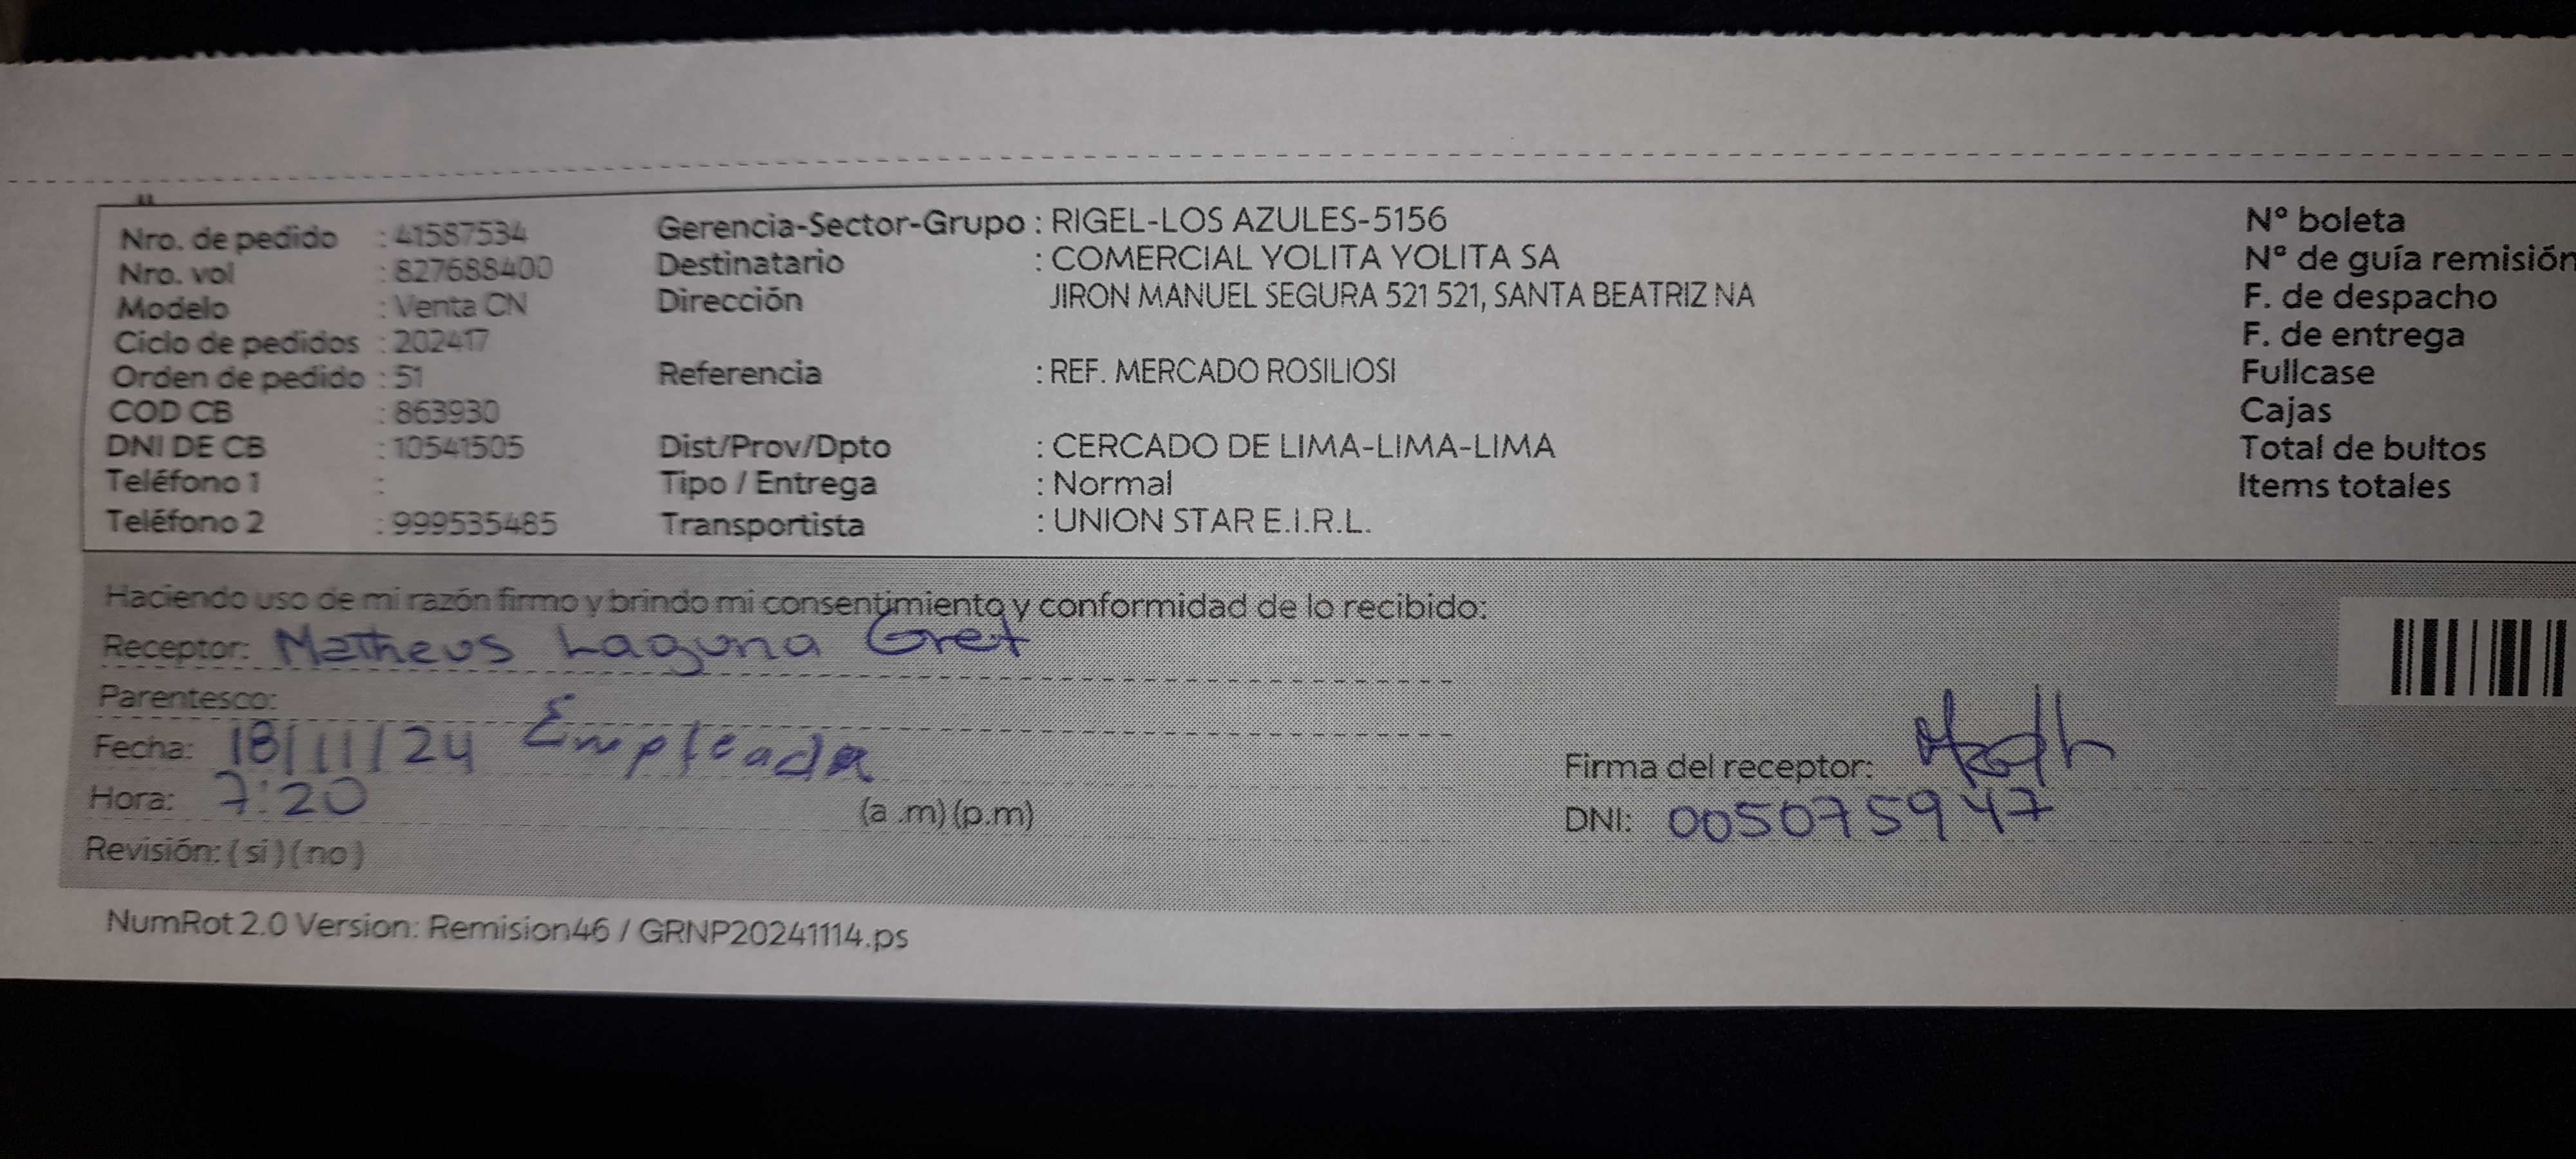 Nro. de pedido : 41587534 Gerencia-Sector-Grupo : RIGEL-LOS AZULES-5156 N° boleta
Nro. vol : 827688400 Destinatario : COMERCIAL YOLITA YOLITA SA N° de guía remisión
Modelo : Venta CN Dirección JIRON MANUEL SEGURA 521 521, SANTA BEATRIZ NA F. de despacho
Ciclo de pedidos : 202417 F. de entrega
Orden de pedido : 51 Referencia : REF. MERCADO ROSILIOSI Fullcase
COD CB : 863930 Cajas
DNI DE CB : 10541505 Dist/Prov/Dpto : CERCADO DE LIMA-LIMA-LIMA Total de bultos
Teléfono 1 : Tipo / Entrega : Normal Items totales
Teléfono 2 : 999535485 Transportista : UNION STAR E.I.R.L.
Haciendo uso de mi razón firmo y brindo mi consentimiento y conformidad de lo recibido:
Receptor: Matheus Laguna Gret
Parentesco: Empleada
Fecha: 18/11/24
Hora: 7:20 (a .m) (p.m)
Revisión: ( si ) ( no )
Firma del receptor:
DNI: 005075947
NumRot 2.0 Version: Remision46 / GRNP20241114.ps